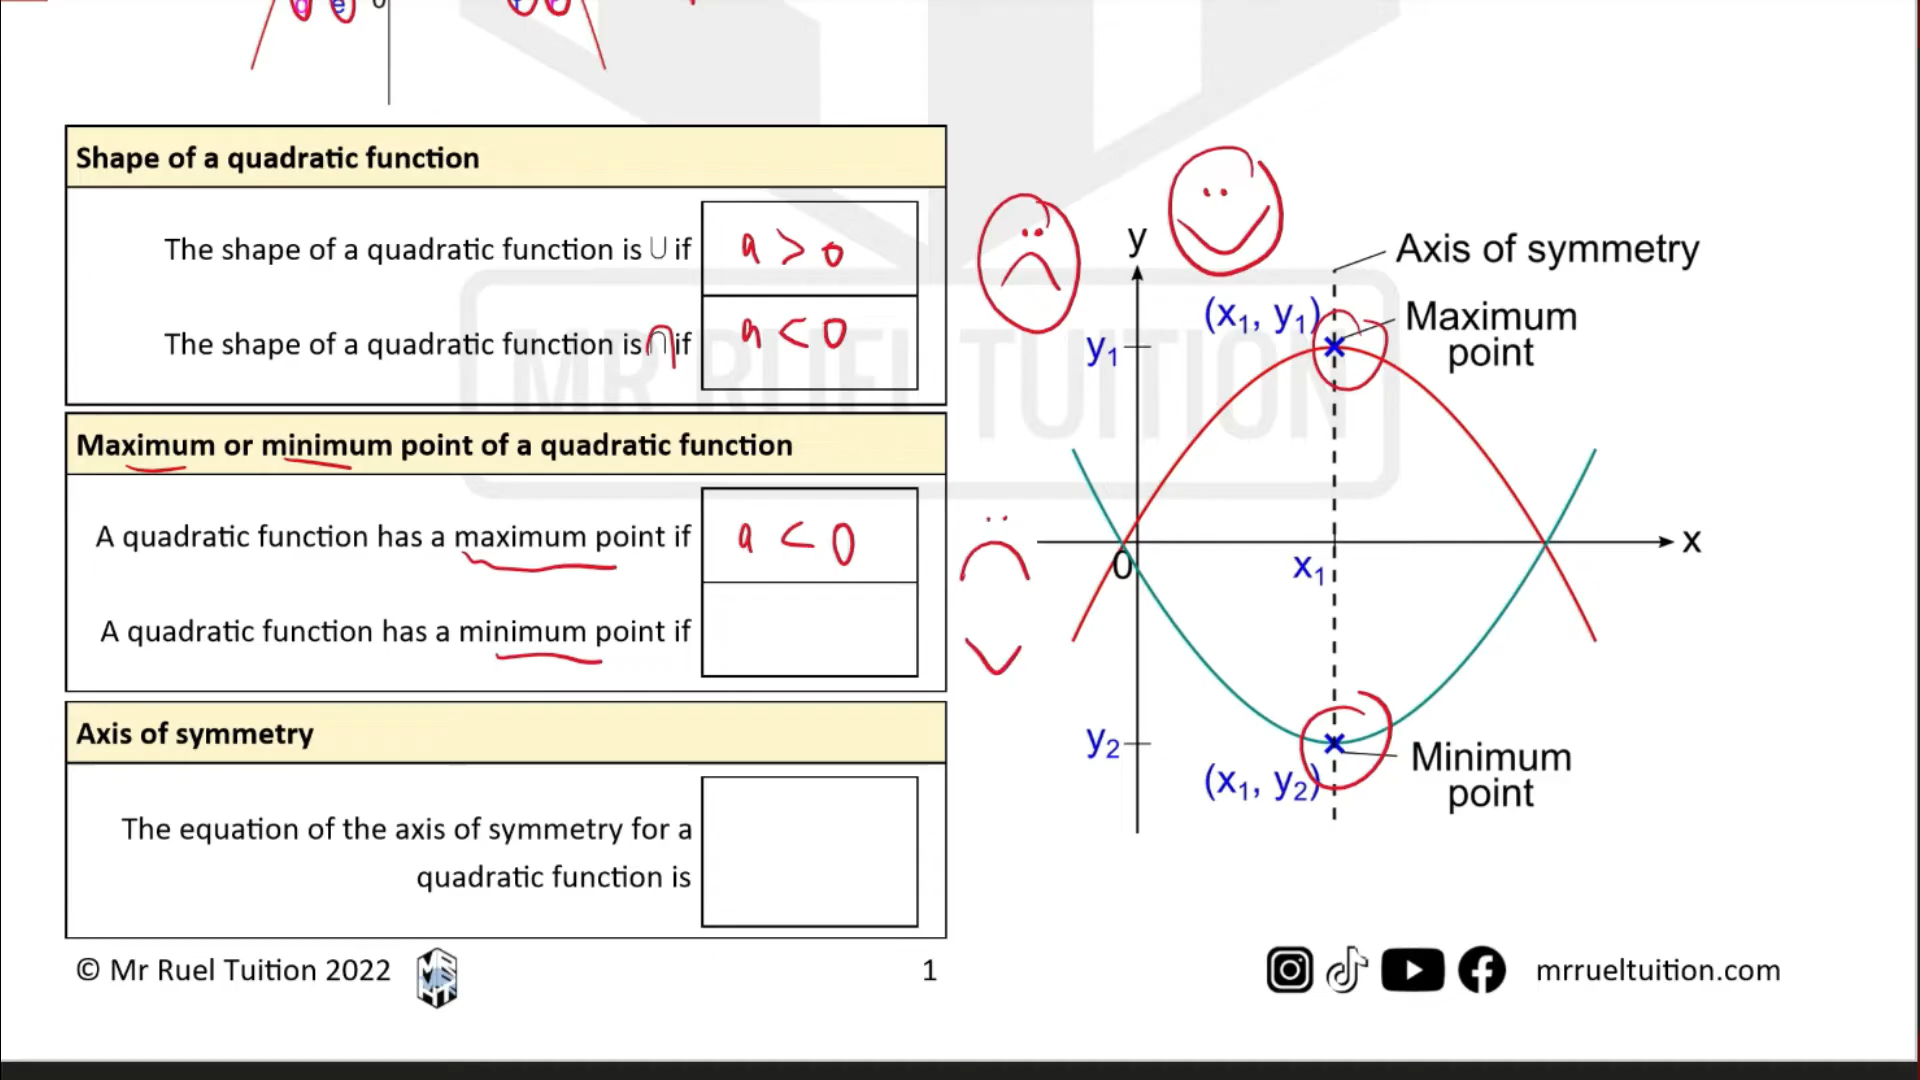 0
Shape of a quadratic function
The shape of a quadratic function is ∪ if
a > 0
The shape of a quadratic function is ∩ if
a < 0
Maximum or minimum point of a quadratic function
A quadratic function has a maximum point if
a < 0
A quadratic function has a minimum point if
Axis of symmetry
The equation of the axis of symmetry for a
quadratic function is
y
Axis of symmetry
(x₁, y₁)
Maximum
point
y₁
0
x₁
x
y₂
(x₁, y₂)
Minimum
point
MR RUEL TUITION
© Mr Ruel Tuition 2022
1
mrrueltuition.com